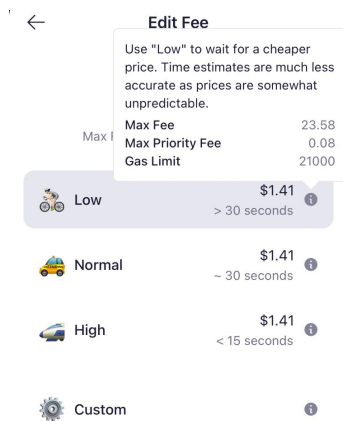 Edit Fee
Use "Low" to wait for a cheaper
price. Time estimates are much less
accurate as prices are somewhat
unpredictable.
Max Fee 23.58
Max Priority Fee 0.08
Gas Limit 21000
Max
Low $1.41
> 30 seconds
Normal $1.41
~ 30 seconds
High $1.41
< 15 seconds
Custom